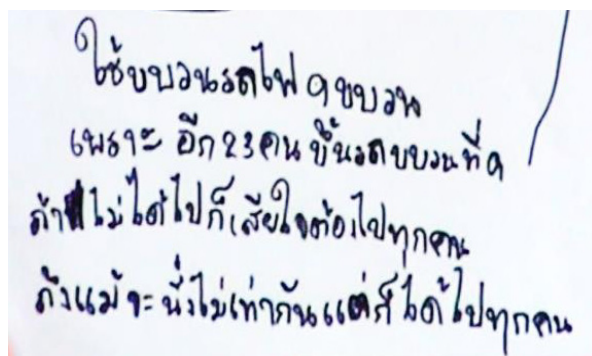 ใช้ขบวนรถไฟ 9 ขบวน
เพราะ อีก 23 คน ขึ้นรถขบวนที่ 9
ถ้าไม่ได้ไปก็เสียใจต้องไปทุกคน
ถึงแม้จะนั่งไม่เท่ากันแต่ก็ได้ไปทุกคน